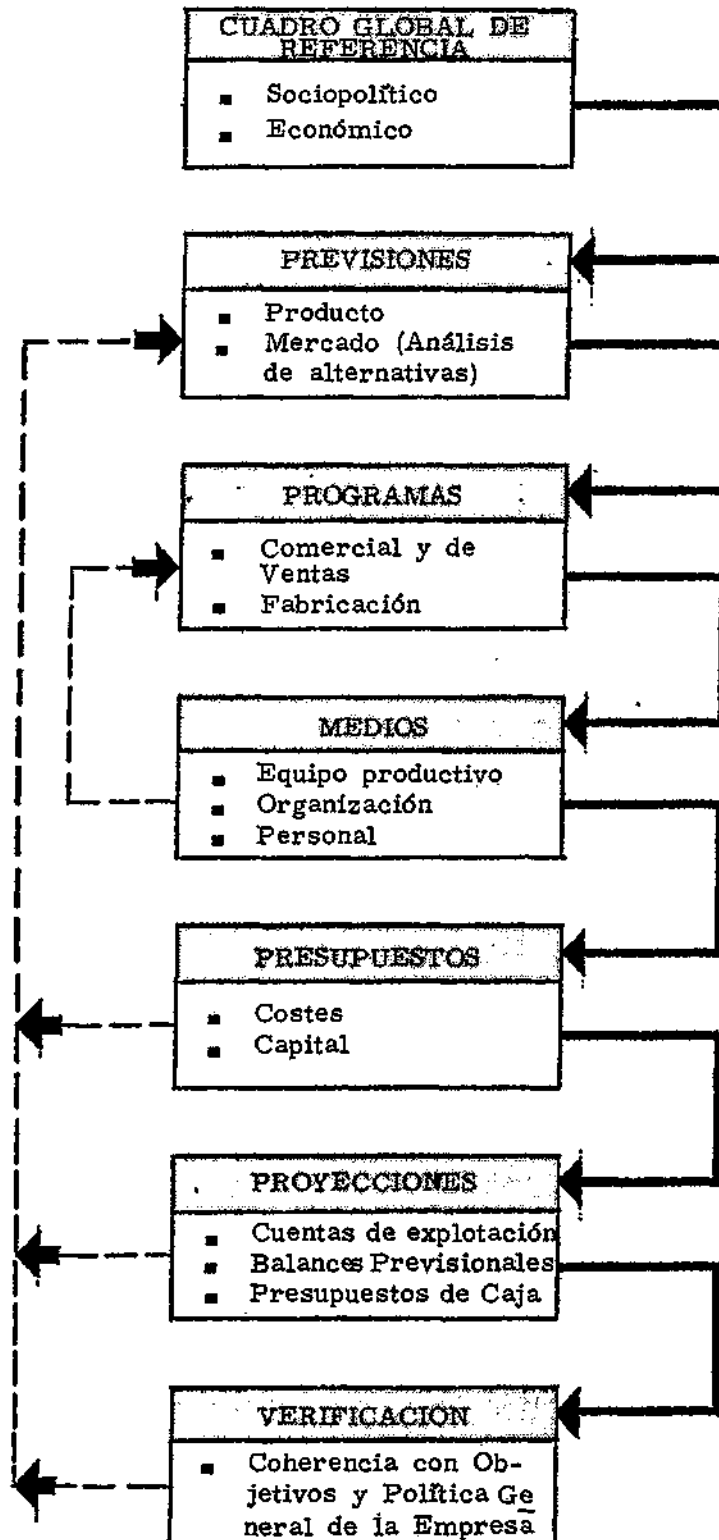 CUADRO GLOBAL DE
REFERENCIA
▪ Sociopolítico
▪ Económico
PREVISIONES
▪ Producto
▪ Mercado (Análisis
de alternativas)
PROGRAMAS
▪ Comercial y de
Ventas
▪ Fabricación
MEDIOS
▪ Equipo productivo
▪ Organización
▪ Personal
PRESUPUESTOS
▪ Costes
▪ Capital
PROYECCIONES
▪ Cuentas de explotación
▪ Balances Previsionales
▪ Presupuestos de Caja
VERIFICACION
▪ Coherencia con Ob-
jetivos y Política Ge
neral de la Empresa